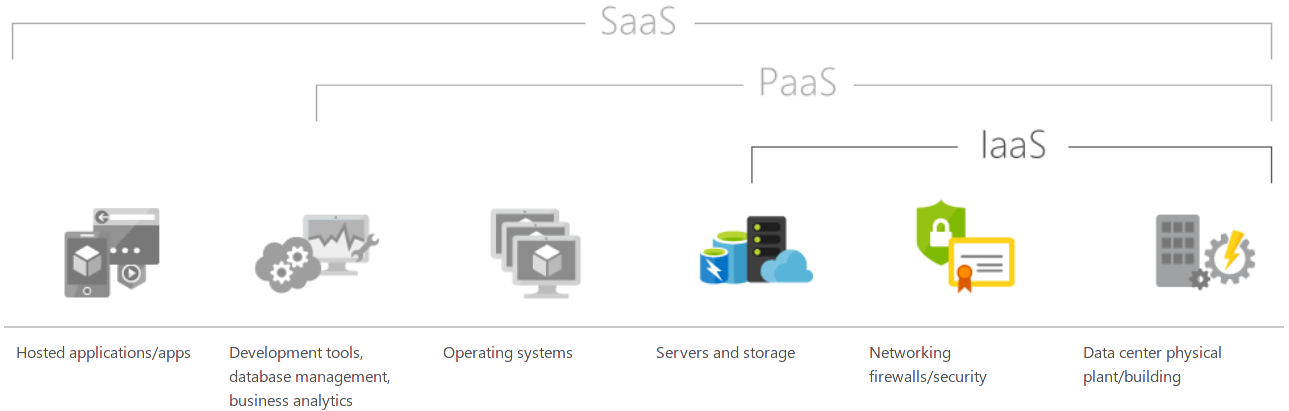 SaaS
PaaS
IaaS
Hosted applications/apps
Development tools,
database management,
business analytics
Operating systems
Servers and storage
Networking
firewalls/security
Data center physical
plant/building